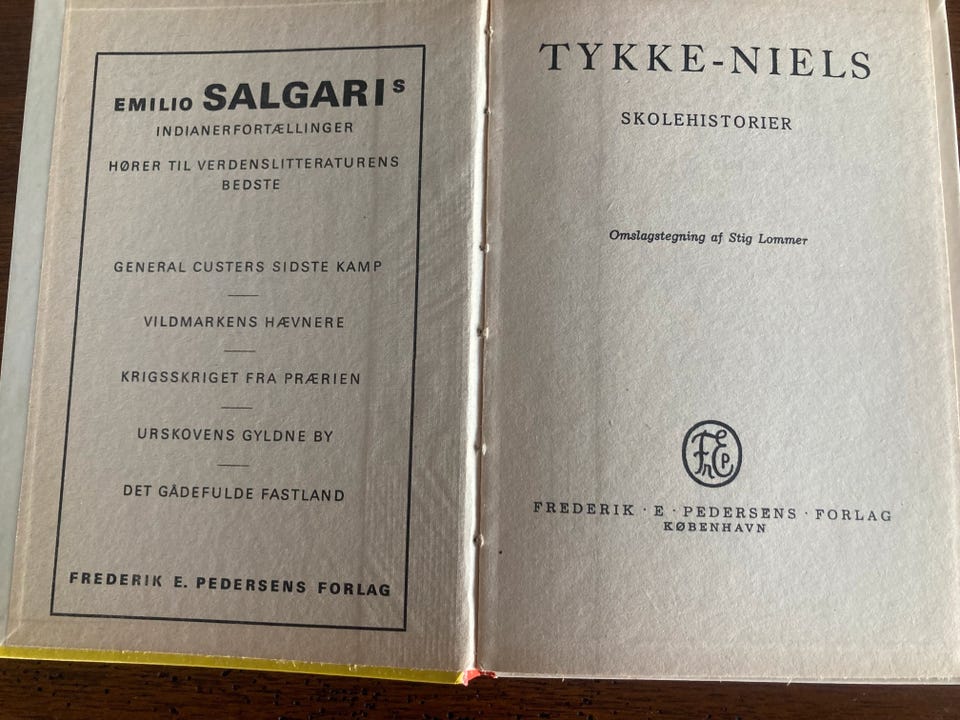 EMILIO SALGARIS
INDIANERFORTÆLLINGER
HØRER TIL VERDENSLITTERATURENS
BEDSTE
GENERAL CUSTERS SIDSTE KAMP
VILDMARKENS HÆVNERE
KRIGSSKRIGET FRA PRÆRIEN
URSKOVENS GYLDNE BY
DET GÅDEFULDE FASTLAND
FREDERIK E. PEDERSENS FORLAG
TYKKE-NIELS
SKOLEHISTORIER
Omslagstegning af Stig Lommer
FrEP
FREDERIK · E · PEDERSENS · FORLAG
KØBENHAVN